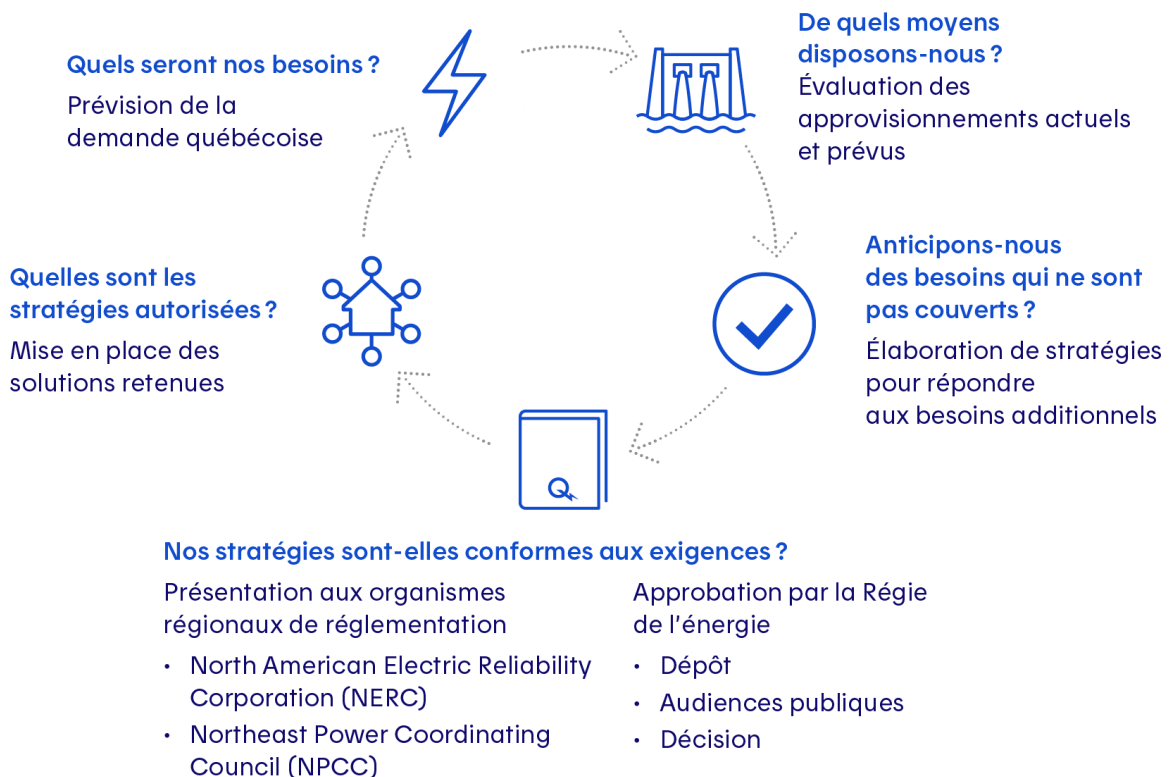 Quels seront nos besoins ?
Prévision de la
demande québécoise
De quels moyens
disposons-nous ?
Évaluation des
approvisionnements actuels
et prévus
Anticipons-nous
des besoins qui ne sont
pas couverts ?
Élaboration de stratégies
pour répondre
aux besoins additionnels
Nos stratégies sont-elles conformes aux exigences ?
Présentation aux organismes
régionaux de réglementation
• North American Electric Reliability
Corporation (NERC)
• Northeast Power Coordinating
Council (NPCC)
Approbation par la Régie
de l’énergie
• Dépôt
• Audiences publiques
• Décision
Quelles sont les
stratégies autorisées ?
Mise en place des
solutions retenues